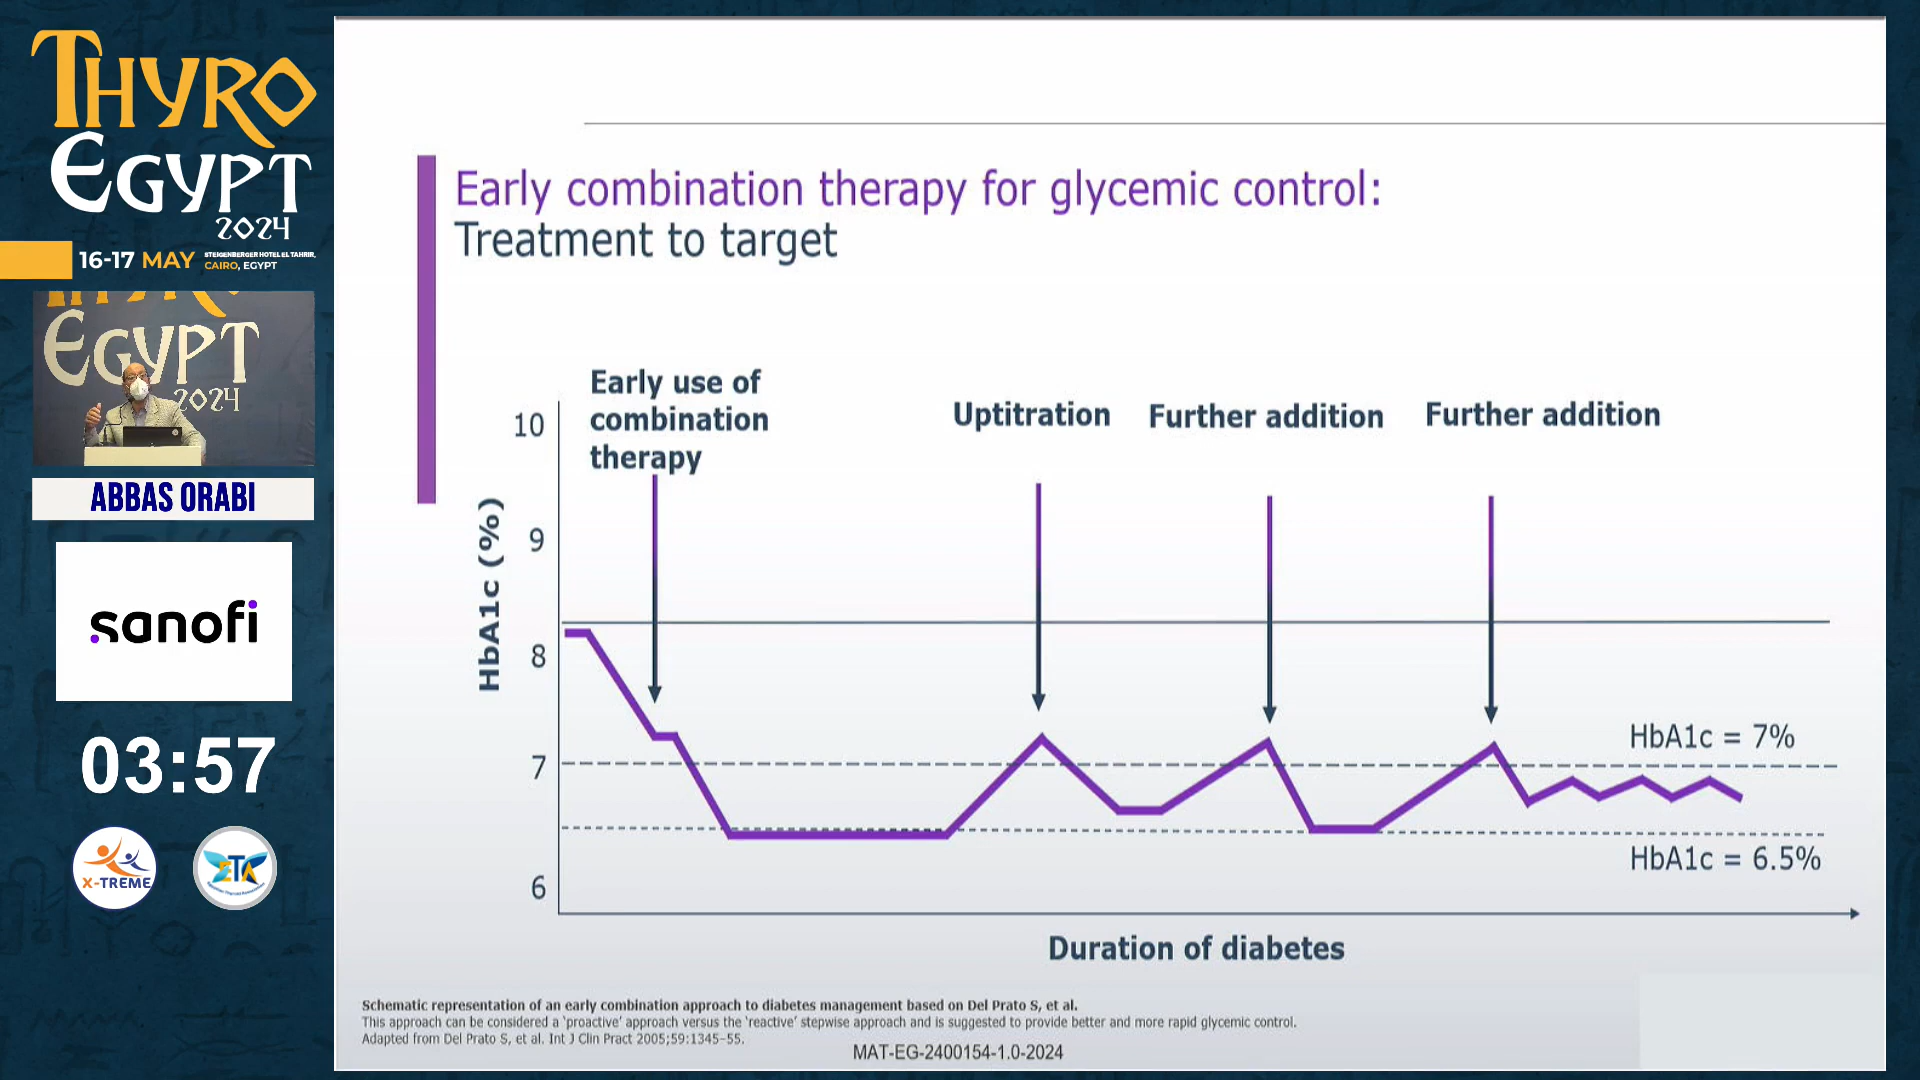 THYRO
EGYPT
2024
16-17 MAY
STEIGENBERGER HOTEL EL TAHRIR,
CAIRO, EGYPT
EGYPT
2024
ABBAS ORABI
sanofi
03:57
X-TREME
ETA
Early combination therapy for glycemic control:
Treatment to target
Early use of
combination
therapy
Uptitration
Further addition
Further addition
HbA1c (%)
10
9
8
7
6
HbA1c = 7%
HbA1c = 6.5%
Duration of diabetes
Schematic representation of an early combination approach to diabetes management based on Del Prato S, et al.
This approach can be considered a ‘proactive’ approach versus the ‘reactive’ stepwise approach and is suggested to provide better and more rapid glycemic control.
Adapted from Del Prato S, et al. Int J Clin Pract 2005;59:1345–55.
MAT-EG-2400154-1.0-2024